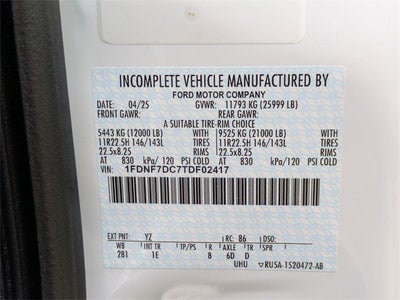 INCOMPLETE VEHICLE MANUFACTURED BY
FORD MOTOR COMPANY
DATE: 04/25 GVWR: 11793 KG (25999 LB)
FRONT GAWR: REAR GAWR:
A SUITABLE TIRE-RIM CHOICE
5443 KG (12000 LB) 9525 KG (21000 LB)
11R22.5H 146/143L TIRES 11R22.5H 146/143L TIRES
22.5x8.25 RIMS 22.5x8.25 RIMS
AT 830 kPa/ 120 PSI COLD AT 830 kPa/ 120 PSI COLD
VIN: 1FDNF7DC7TDF02417
EXT PNT: YZ RC: 86 DSO:
WB INT TR TP/PS R AXLE TR
281 1E 8 6D D
UHU ▽RUSA-1520472-AB